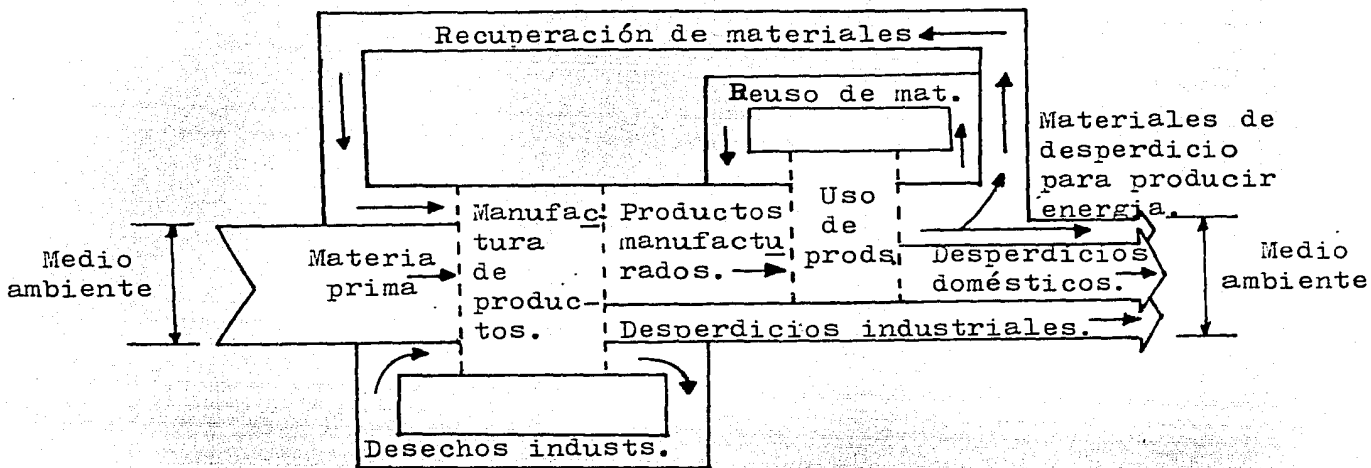 Recuperación de materiales
Reuso de mat.
Materiales de
desperdicio
para producir
energia.
Medio
ambiente
Materia
prima
Manufac-
tura
de
produc-
tos.
Productos
manufactu
rados.
Uso
de
prods
Desperdicios
domésticos.
Medio
ambiente
Desperdicios industriales.
Desechos industs.